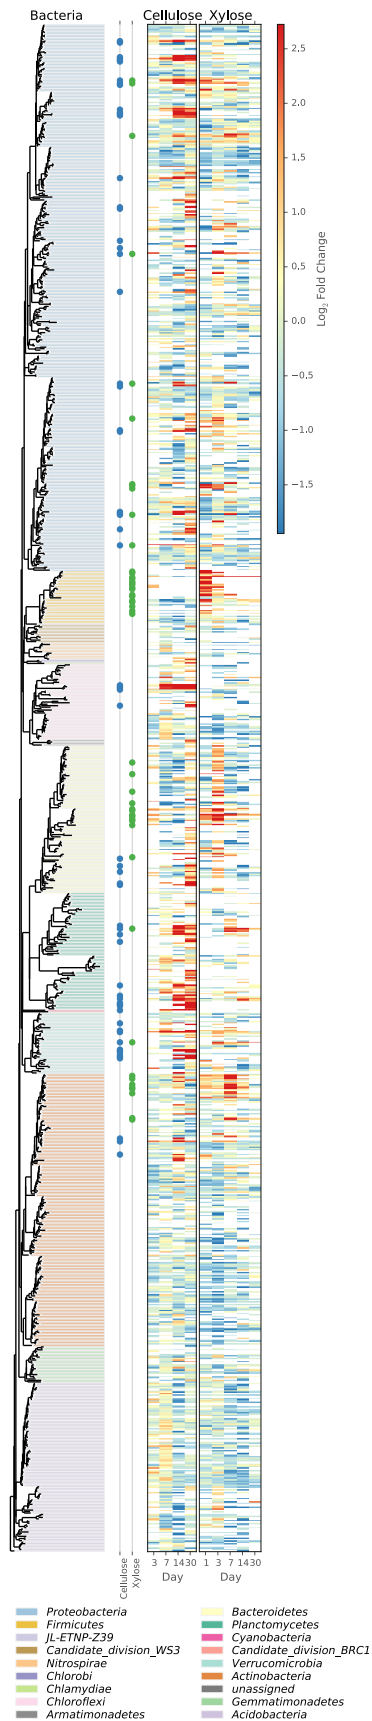 Bacteria Cellulose Xylose
2.5
2.0
1.5
1.0
0.5
0.0
−0.5
−1.0
−1.5
Log2 Fold Change
Cellulose
Xylose
3 7 14 30
Day
1 3 7 14 30
Day
Proteobacteria
Firmicutes
JL-ETNP-Z39
Candidate_division_WS3
Nitrospirae
Chlorobi
Chlamydiae
Chloroflexi
Armatimonadetes
Bacteroidetes
Planctomycetes
Cyanobacteria
Candidate_division_BRC1
Verrucomicrobia
Actinobacteria
unassigned
Gemmatimonadetes
Acidobacteria